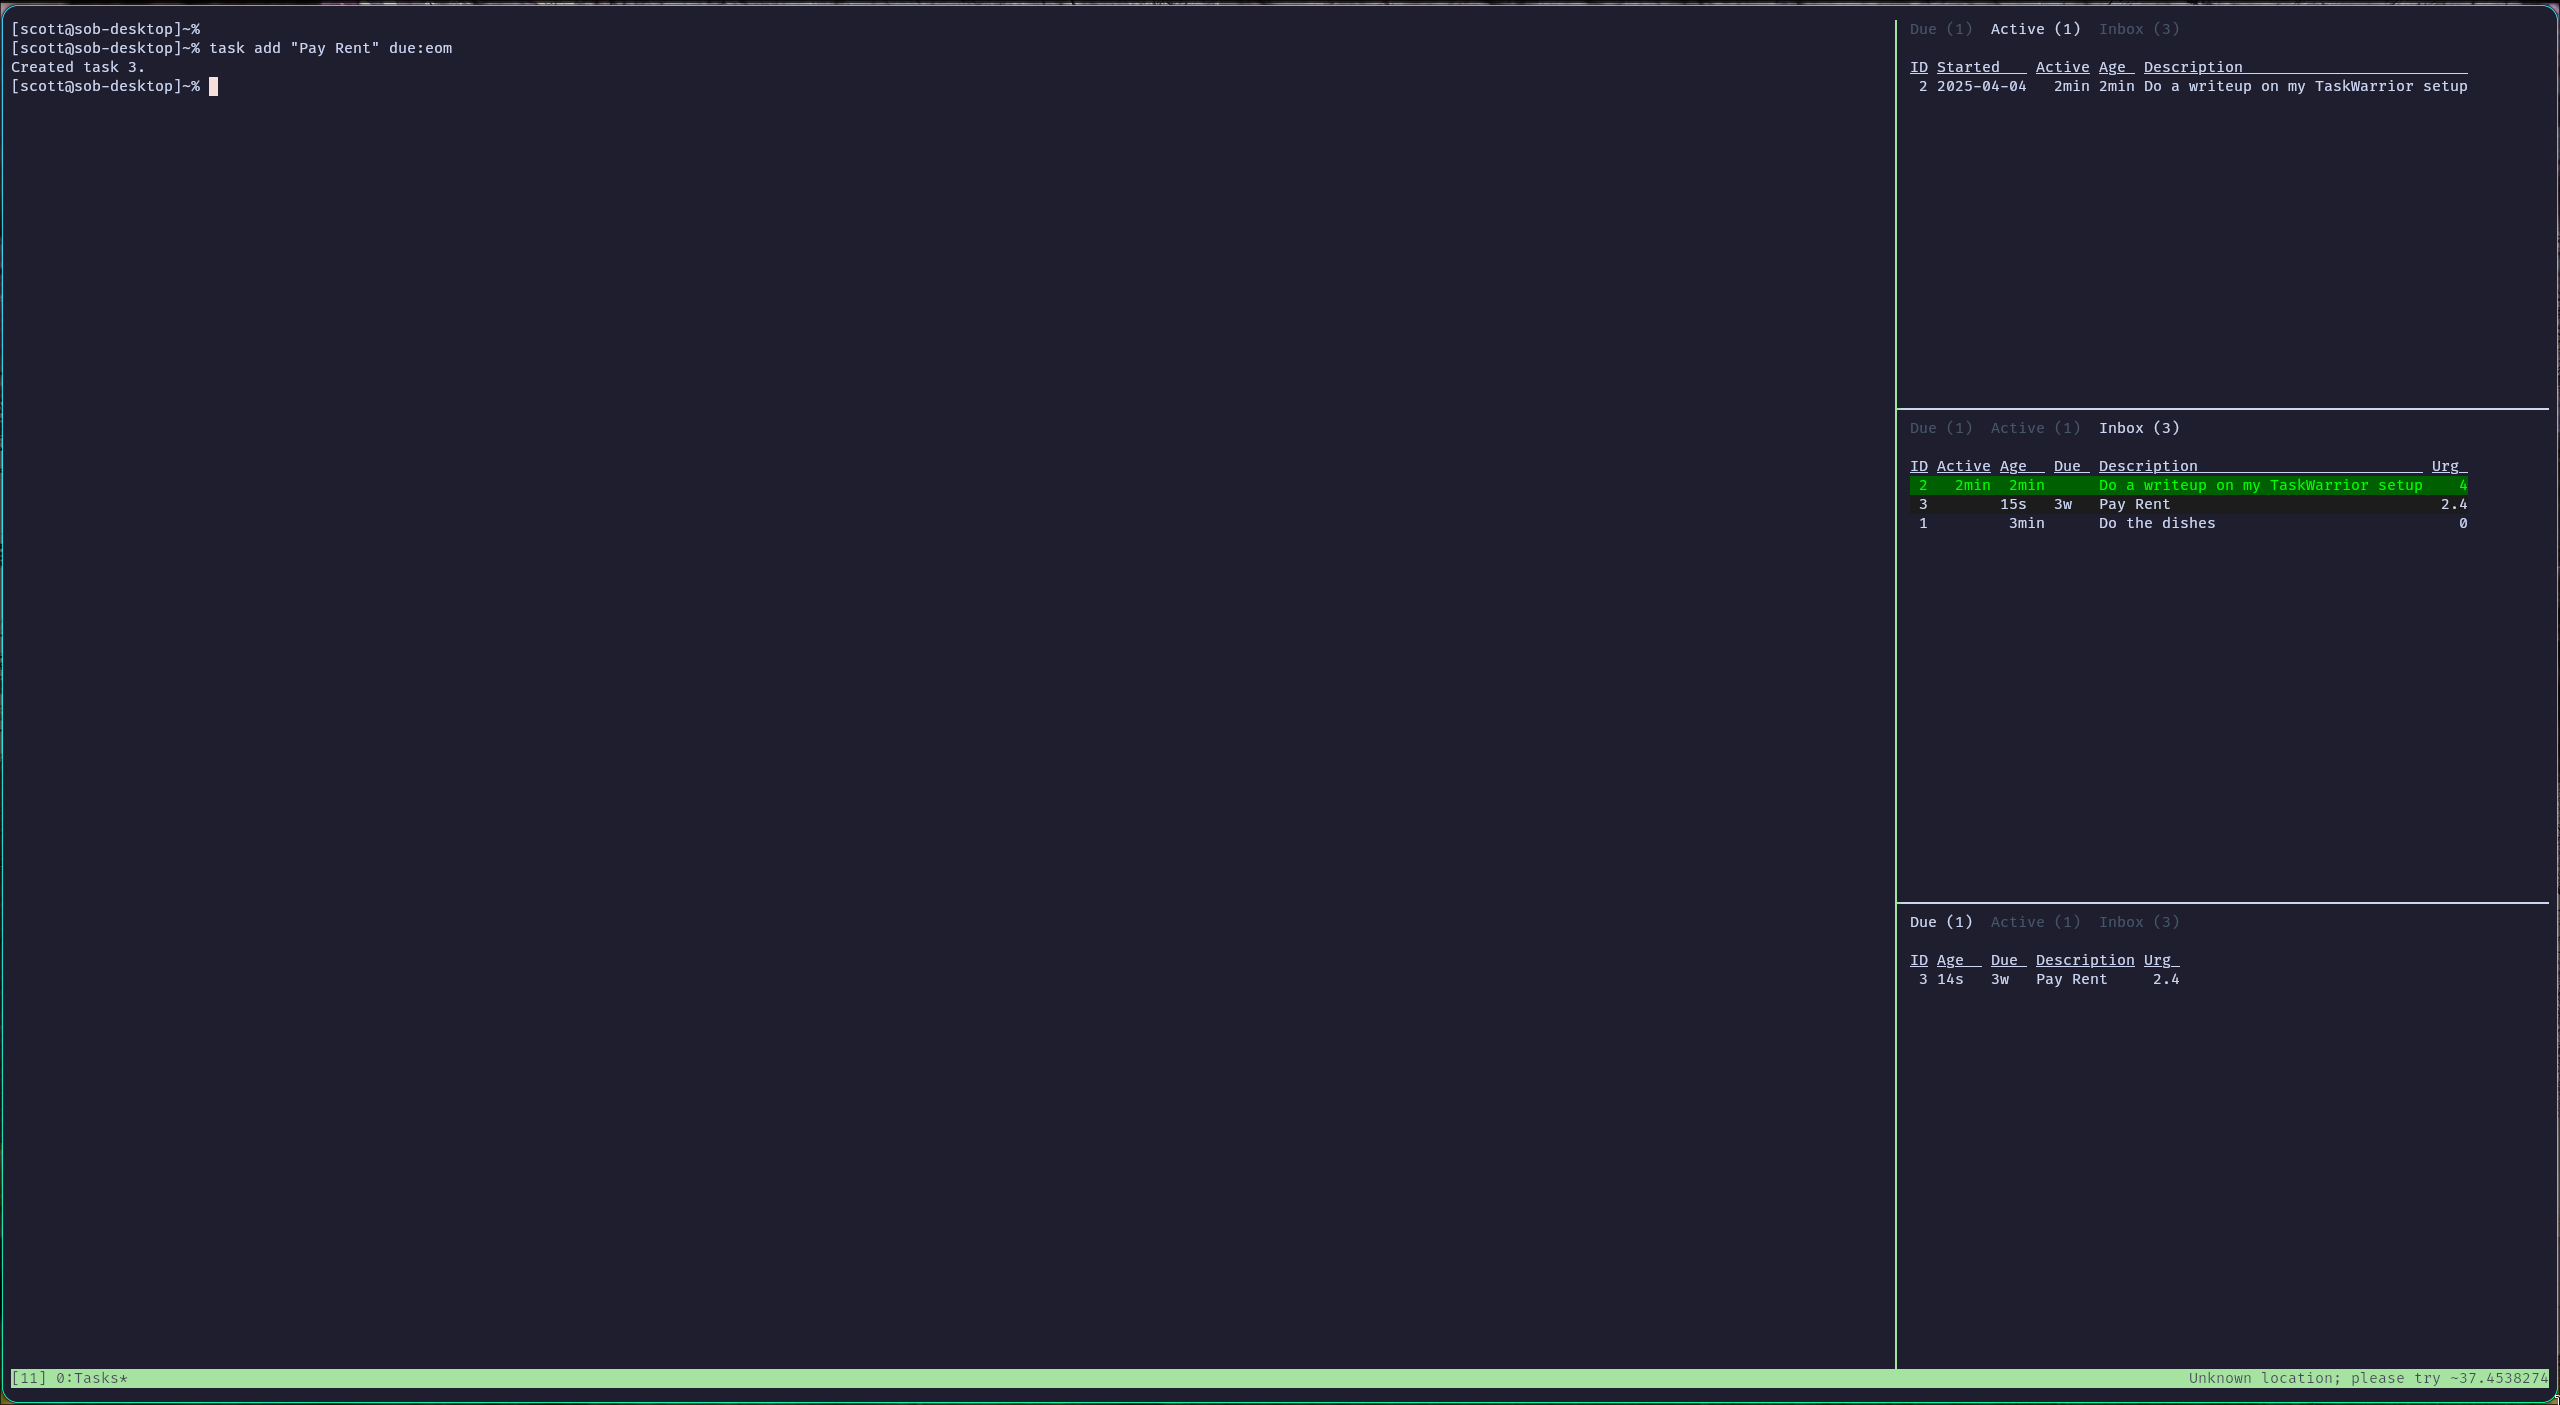 [scott@sob-desktop]~%
[scott@sob-desktop]~% task add "Pay Rent" due:eom
Created task 3.
[scott@sob-desktop]~%
Due (1)  Active (1)  Inbox (3)
ID Started   Active Age  Description
2 2025-04-04   2min 2min Do a writeup on my TaskWarrior setup
Due (1)  Active (1)  Inbox (3)
ID Active Age   Due  Description                         Urg
2   2min  2min      Do a writeup on my TaskWarrior setup    4
3        15s   3w   Pay Rent                              2.4
1         3min      Do the dishes                           0
Due (1)  Active (1)  Inbox (3)
ID Age   Due  Description Urg
3 14s   3w   Pay Rent     2.4
[11] 0:Tasks*
Unknown location; please try ~37.4538274